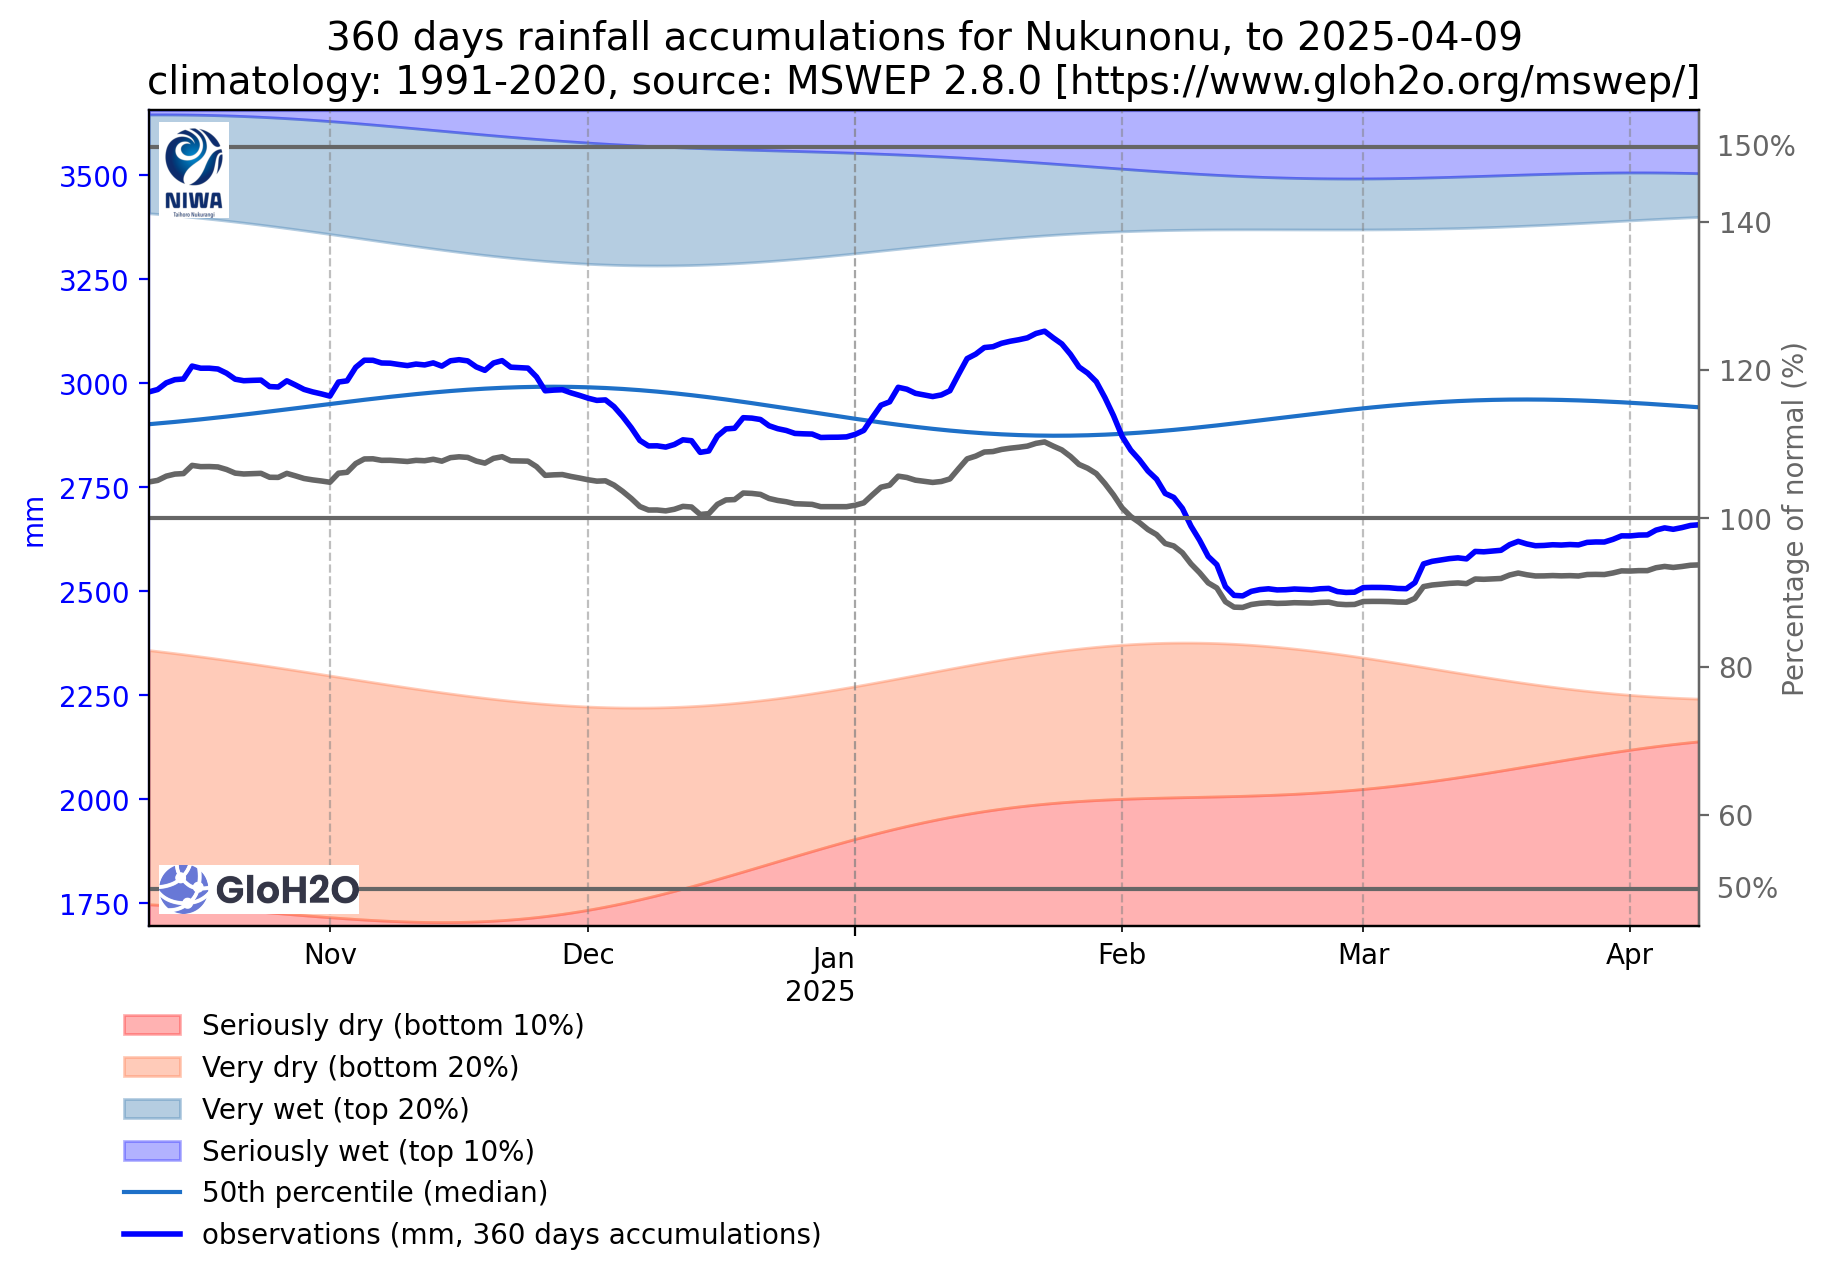 360 days rainfall accumulations for Nukunonu, to 2025-04-09
climatology: 1991-2020, source: MSWEP 2.8.0 [https://www.gloh2o.org/mswep/]
NIWA
Taihoro Nukurangi
3500
3250
3000
2750
2500
2250
2000
1750
mm
150%
140
120
100
80
60
50%
Percentage of normal (%)
GloH2O
Nov
Dec
Jan
2025
Feb
Mar
Apr
Seriously dry (bottom 10%)
Very dry (bottom 20%)
Very wet (top 20%)
Seriously wet (top 10%)
50th percentile (median)
observations (mm, 360 days accumulations)